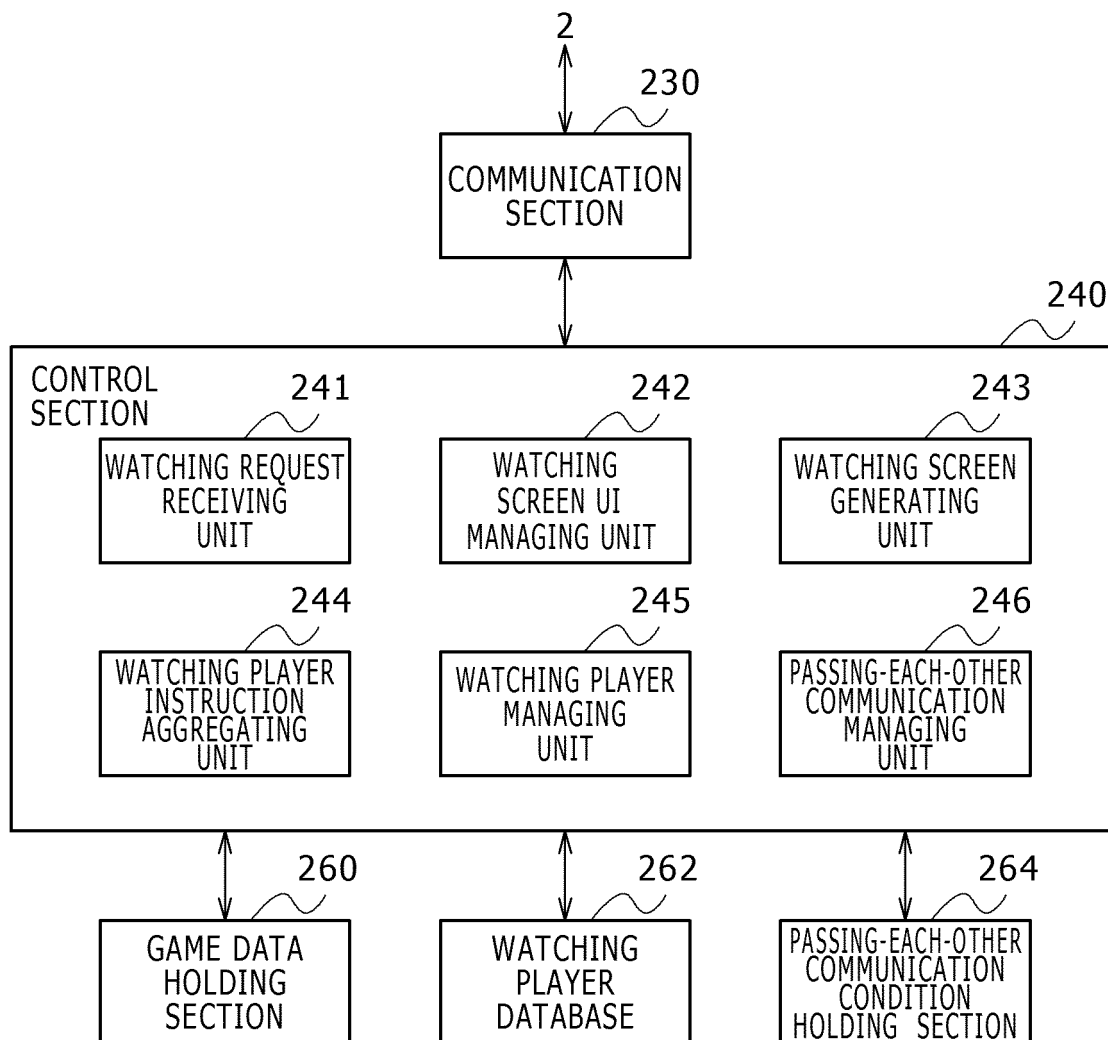 2
230
COMMUNICATION
SECTION
240
CONTROL
SECTION
241
WATCHING REQUEST
RECEIVING
UNIT
242
WATCHING
SCREEN UI
MANAGING UNIT
243
WATCHING SCREEN
GENERATING
UNIT
244
WATCHING PLAYER
INSTRUCTION
AGGREGATING
UNIT
245
WATCHING PLAYER
MANAGING
UNIT
246
PASSING-EACH-OTHER
COMMUNICATION
MANAGING
UNIT
260
GAME DATA
HOLDING
SECTION
262
WATCHING
PLAYER
DATABASE
264
PASSING-EACH-OTHER
COMMUNICATION
CONDITION
HOLDING SECTION